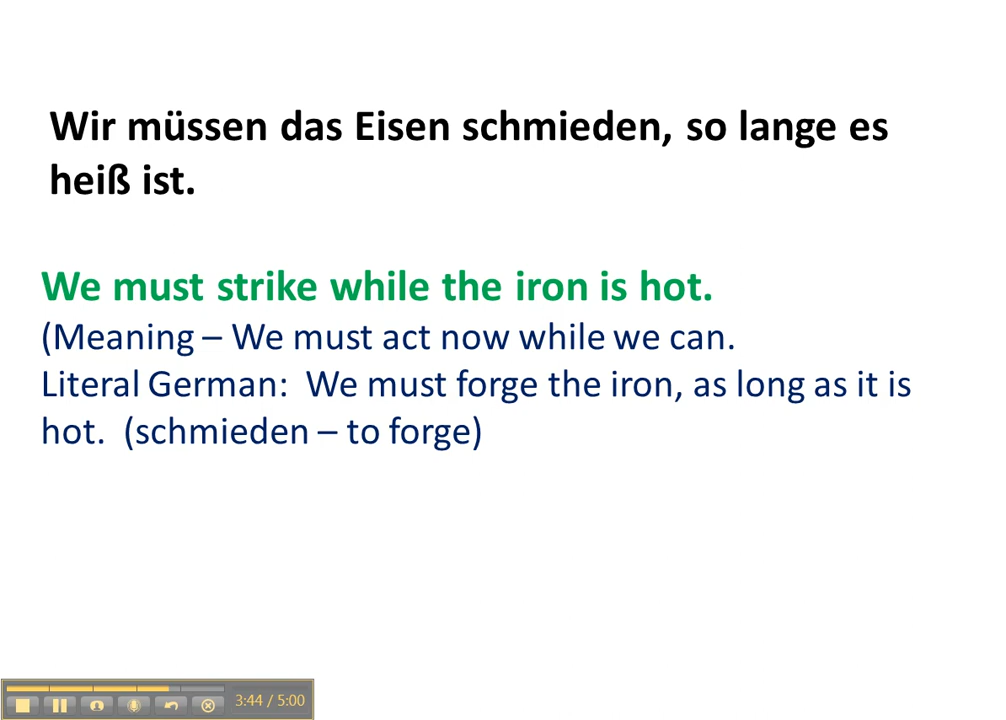 Wir müssen das Eisen schmieden, so lange es
heiß ist.
We must strike while the iron is hot.
(Meaning – We must act now while we can.
Literal German:  We must forge the iron, as long as it is
hot.  (schmieden – to forge)
3:44 / 5:00